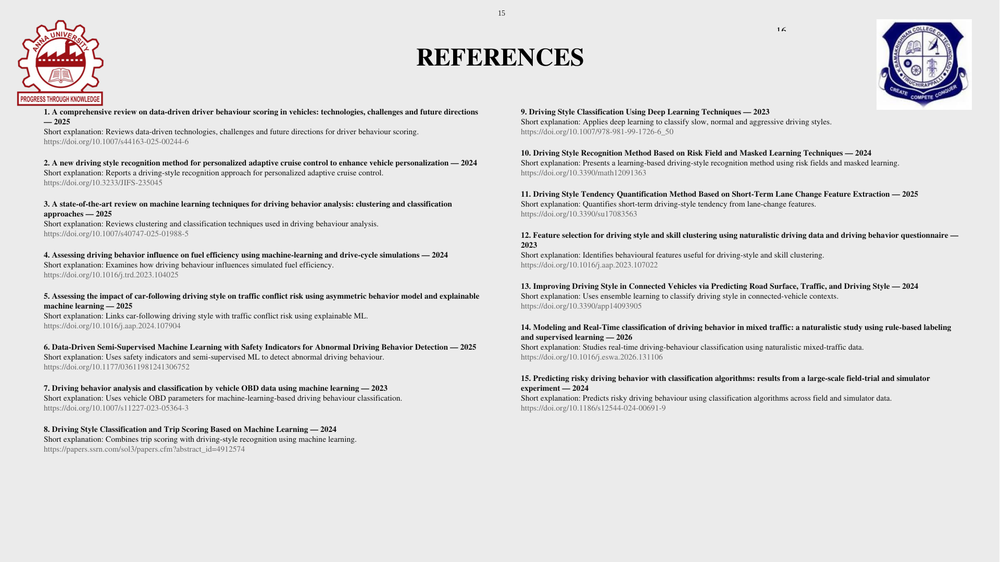 15
16
ANNA UNIVERSITY
PROGRESS THROUGH KNOWLEDGE
REFERENCES
K.RAMAKRISHNAN COLLEGE OF TECHNOLOGY
TIRUCHIRAPPALLI
CREATE COMPETE CONQUER
1. A comprehensive review on data-driven driver behaviour scoring in vehicles: technologies, challenges and future directions
— 2025
Short explanation: Reviews data-driven technologies, challenges and future directions for driver behaviour scoring.
https://doi.org/10.1007/s44163-025-00244-6
2. A new driving style recognition method for personalized adaptive cruise control to enhance vehicle personalization — 2024
Short explanation: Reports a driving-style recognition approach for personalized adaptive cruise control.
https://doi.org/10.3233/JIFS-235045
3. A state-of-the-art review on machine learning techniques for driving behavior analysis: clustering and classification
approaches — 2025
Short explanation: Reviews clustering and classification techniques used in driving behaviour analysis.
https://doi.org/10.1007/s40747-025-01988-5
4. Assessing driving behavior influence on fuel efficiency using machine-learning and drive-cycle simulations — 2024
Short explanation: Examines how driving behaviour influences simulated fuel efficiency.
https://doi.org/10.1016/j.trd.2023.104025
5. Assessing the impact of car-following driving style on traffic conflict risk using asymmetric behavior model and explainable
machine learning — 2025
Short explanation: Links car-following driving style with traffic conflict risk using explainable ML.
https://doi.org/10.1016/j.aap.2024.107904
6. Data-Driven Semi-Supervised Machine Learning with Safety Indicators for Abnormal Driving Behavior Detection — 2025
Short explanation: Uses safety indicators and semi-supervised ML to detect abnormal driving behaviour.
https://doi.org/10.1177/03611981241306752
7. Driving behavior analysis and classification by vehicle OBD data using machine learning — 2023
Short explanation: Uses vehicle OBD parameters for machine-learning-based driving behaviour classification.
https://doi.org/10.1007/s11227-023-05364-3
8. Driving Style Classification and Trip Scoring Based on Machine Learning — 2024
Short explanation: Combines trip scoring with driving-style recognition using machine learning.
https://papers.ssrn.com/sol3/papers.cfm?abstract_id=4912574
9. Driving Style Classification Using Deep Learning Techniques — 2023
Short explanation: Applies deep learning to classify slow, normal and aggressive driving styles.
https://doi.org/10.1007/978-981-99-1726-6_50
10. Driving Style Recognition Method Based on Risk Field and Masked Learning Techniques — 2024
Short explanation: Presents a learning-based driving-style recognition method using risk fields and masked learning.
https://doi.org/10.3390/math12091363
11. Driving Style Tendency Quantification Method Based on Short-Term Lane Change Feature Extraction — 2025
Short explanation: Quantifies short-term driving-style tendency from lane-change features.
https://doi.org/10.3390/su17083563
12. Feature selection for driving style and skill clustering using naturalistic driving data and driving behavior questionnaire —
2023
Short explanation: Identifies behavioural features useful for driving-style and skill clustering.
https://doi.org/10.1016/j.aap.2023.107022
13. Improving Driving Style in Connected Vehicles via Predicting Road Surface, Traffic, and Driving Style — 2024
Short explanation: Uses ensemble learning to classify driving style in connected-vehicle contexts.
https://doi.org/10.3390/app14093905
14. Modeling and Real-Time classification of driving behavior in mixed traffic: a naturalistic study using rule-based labeling
and supervised learning — 2026
Short explanation: Studies real-time driving-behaviour classification using naturalistic mixed-traffic data.
https://doi.org/10.1016/j.eswa.2026.131106
15. Predicting risky driving behavior with classification algorithms: results from a large-scale field-trial and simulator
experiment — 2024
Short explanation: Predicts risky driving behaviour using classification algorithms across field and simulator data.
https://doi.org/10.1186/s12544-024-00691-9